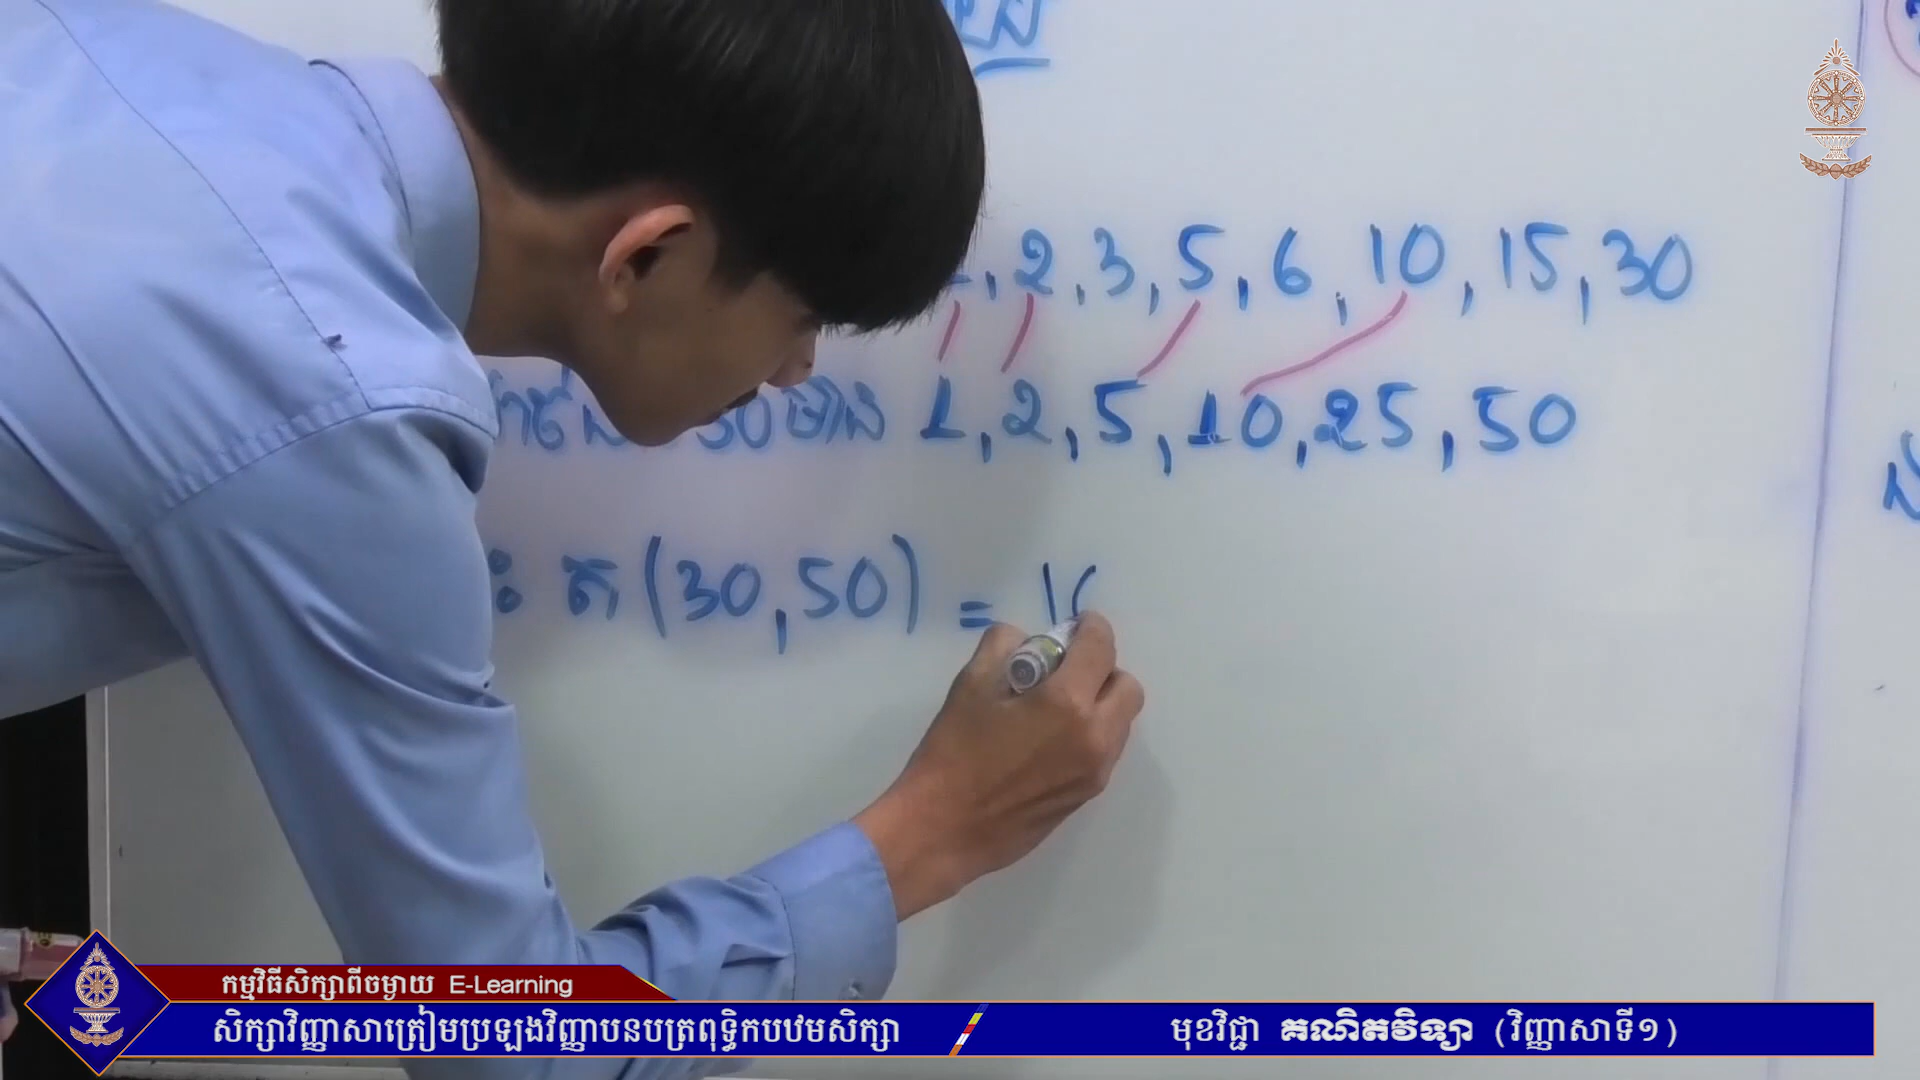 1, 2, 3, 5, 6, 10, 15, 30
50 មាន 1, 2, 5, 10, 25, 50
ត (30, 50) = 10
កម្មវិធីសិក្សាពីចម្ងាយ E-Learning
សិក្សាវិញ្ញាសាត្រៀមប្រឡងវិញ្ញាបនបត្រពុទ្ធិកបឋមសិក្សា
មុខវិជ្ជា គណិតវិទ្យា (វិញ្ញាសាទី១)